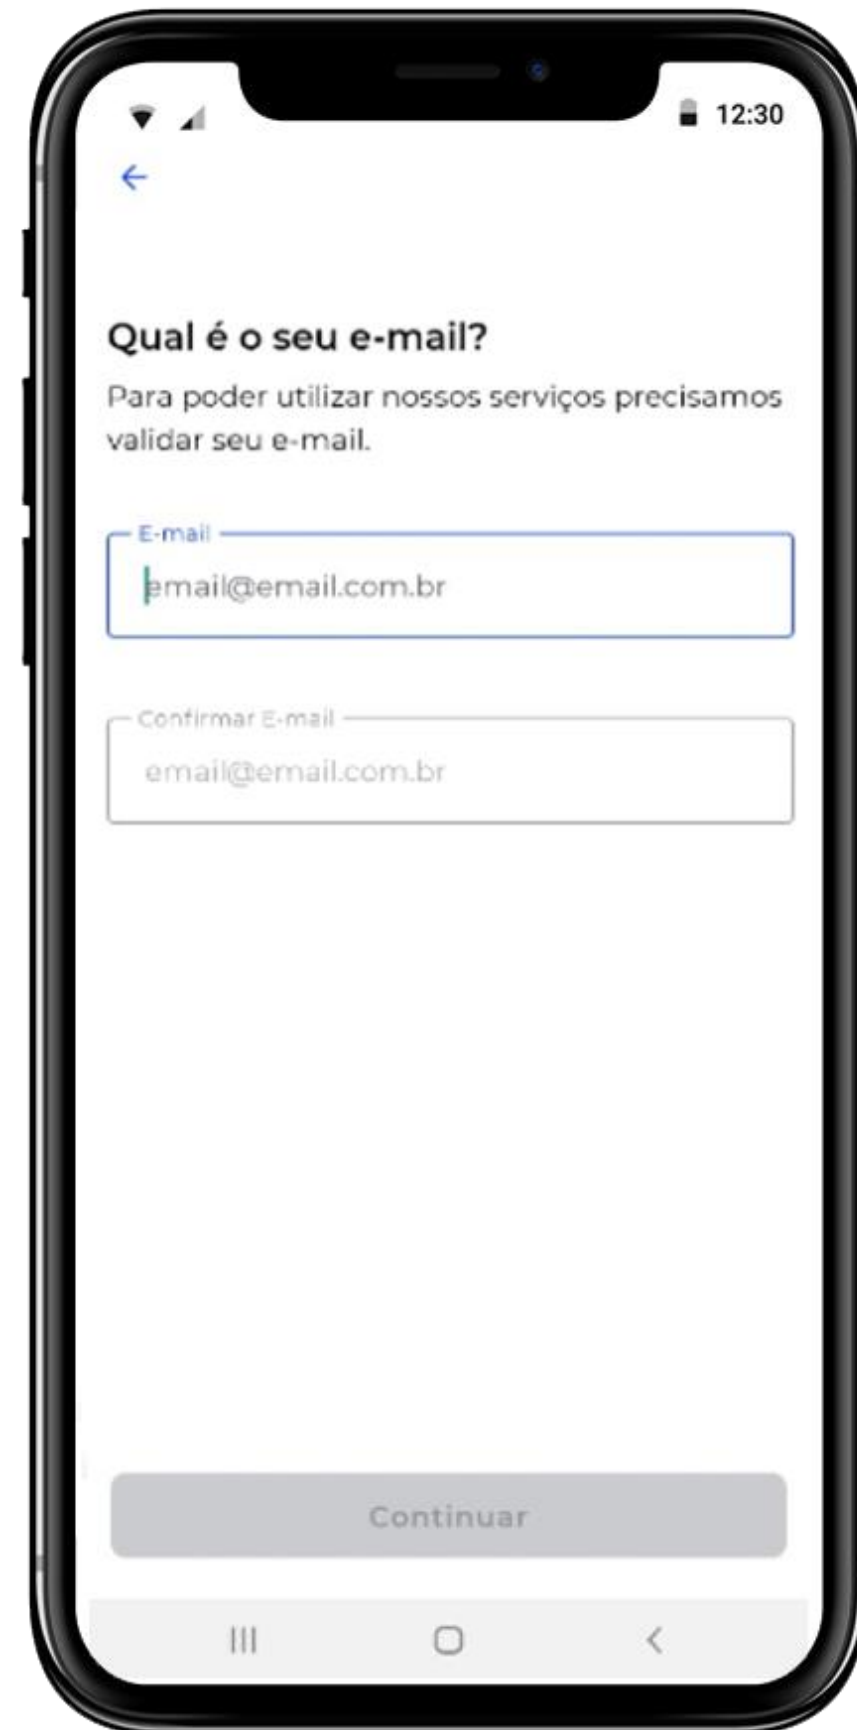 12:30
Qual é o seu e-mail?
Para poder utilizar nossos serviços precisamos
validar seu e-mail.
E-mail
email@email.com.br
Confirmar E-mail
email@email.com.br
Continuar